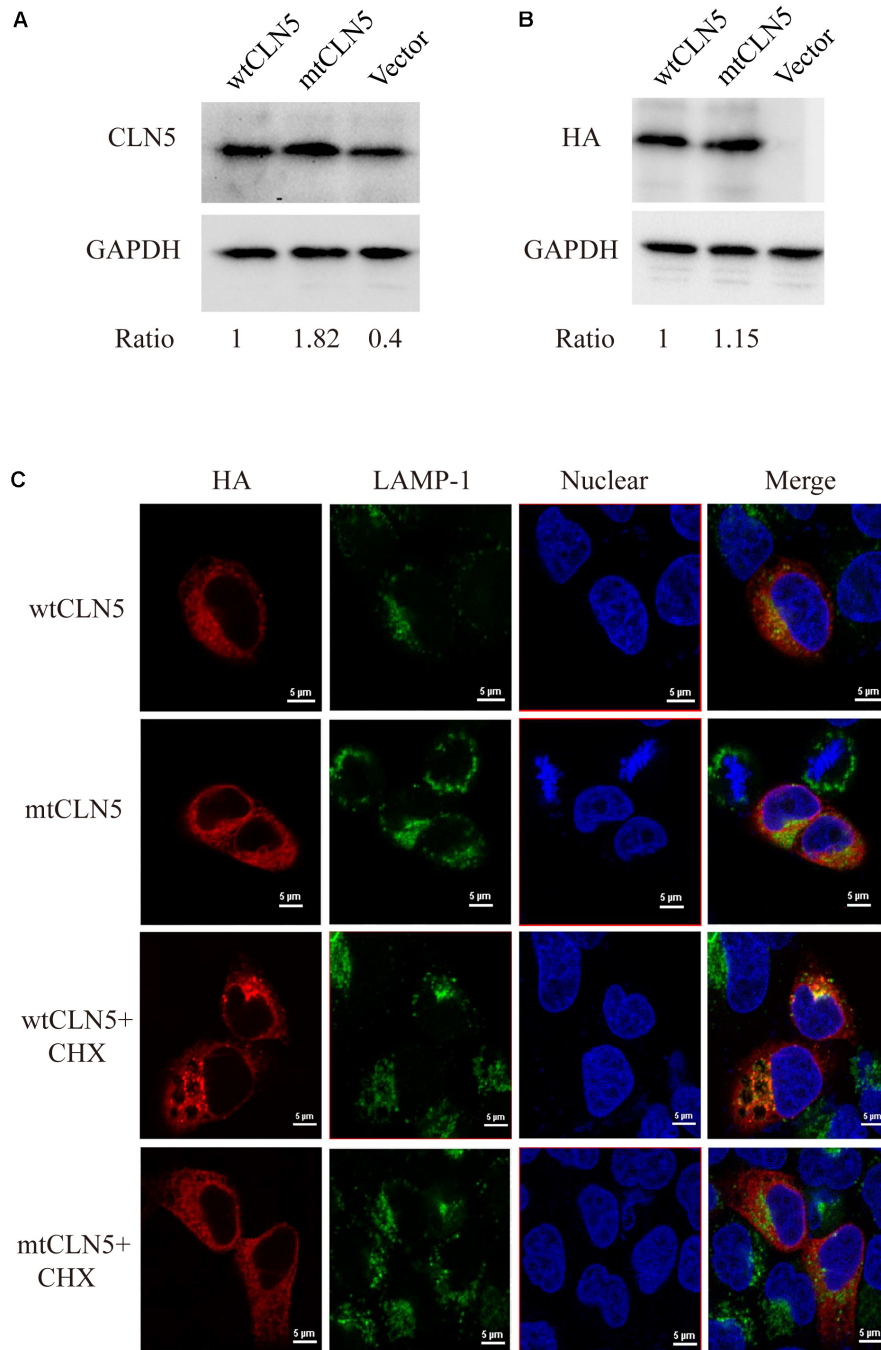 A
wtCLN5 mtCLN5 Vector
CLN5
GAPDH
Ratio 1 1.82 0.4
B
wtCLN5 mtCLN5 Vector
HA
GAPDH
Ratio 1 1.15
C
HA LAMP-1 Nuclear Merge
wtCLN5
5 µm 5 µm 5 µm 5 µm
mtCLN5
5 µm 5 µm 5 µm 5 µm
wtCLN5+
CHX
5 µm 5 µm 5 µm 5 µm
mtCLN5+
CHX
5 µm 5 µm 5 µm 5 µm